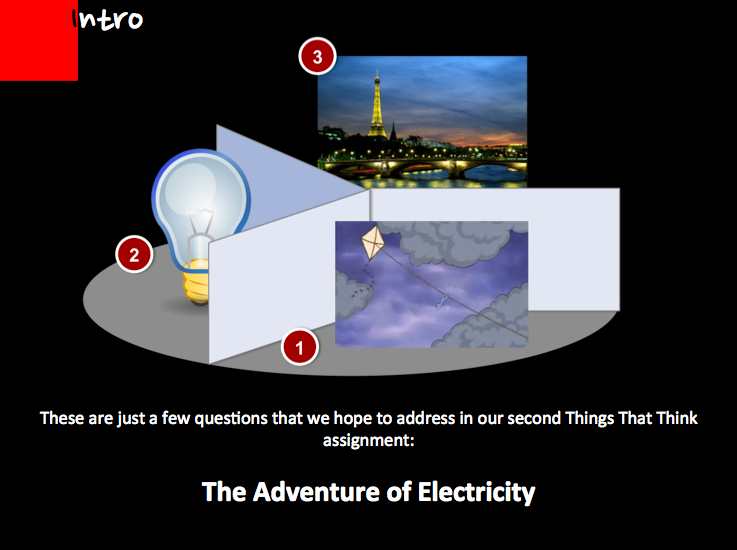 Intro
3
2
1
These are just a few questions that we hope to address in our second Things That Think
assignment:
The Adventure of Electricity